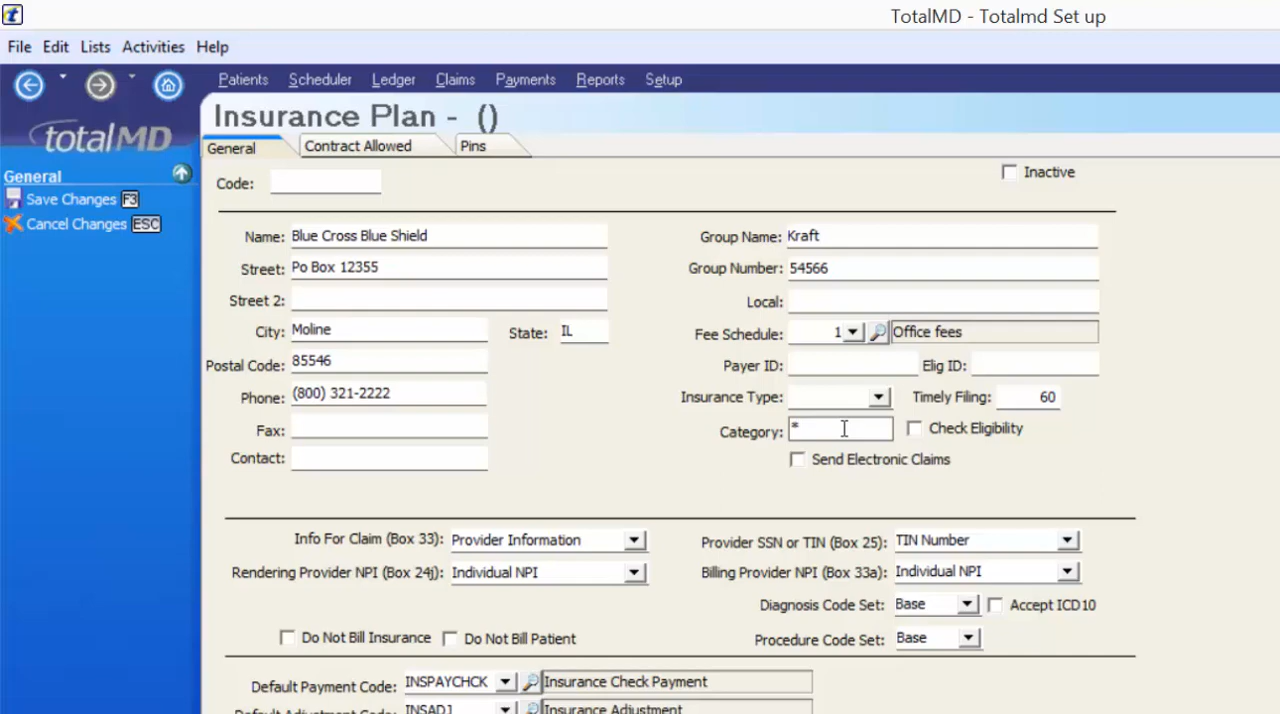 TotalMD - Totalmd Set up
File Edit Lists Activities Help
Patients Scheduler Ledger Claims Payments Reports Setup
totalMD
Insurance Plan - ()
General Contract Allowed Pins
General
Save Changes F3
Cancel Changes ESC
Code:
Inactive
Name: Blue Cross Blue Shield
Group Name: Kraft
Street: Po Box 12355
Group Number: 54566
Street 2:
Local:
City: Moline State: IL
Fee Schedule: 1 Office fees
Postal Code: 85546
Payer ID: Elig ID:
Phone: (800) 321-2222
Insurance Type: Timely Filing: 60
Fax:
Category: * Check Eligibility
Contact:
Send Electronic Claims
Info For Claim (Box 33): Provider Information
Provider SSN or TIN (Box 25): TIN Number
Rendering Provider NPI (Box 24j): Individual NPI
Billing Provider NPI (Box 33a): Individual NPI
Diagnosis Code Set: Base Accept ICD10
Do Not Bill Insurance Do Not Bill Patient
Procedure Code Set: Base
Default Payment Code: INSPAYCHCK Insurance Check Payment
Default Adjustment Code: INSADJ Insurance Adjustment